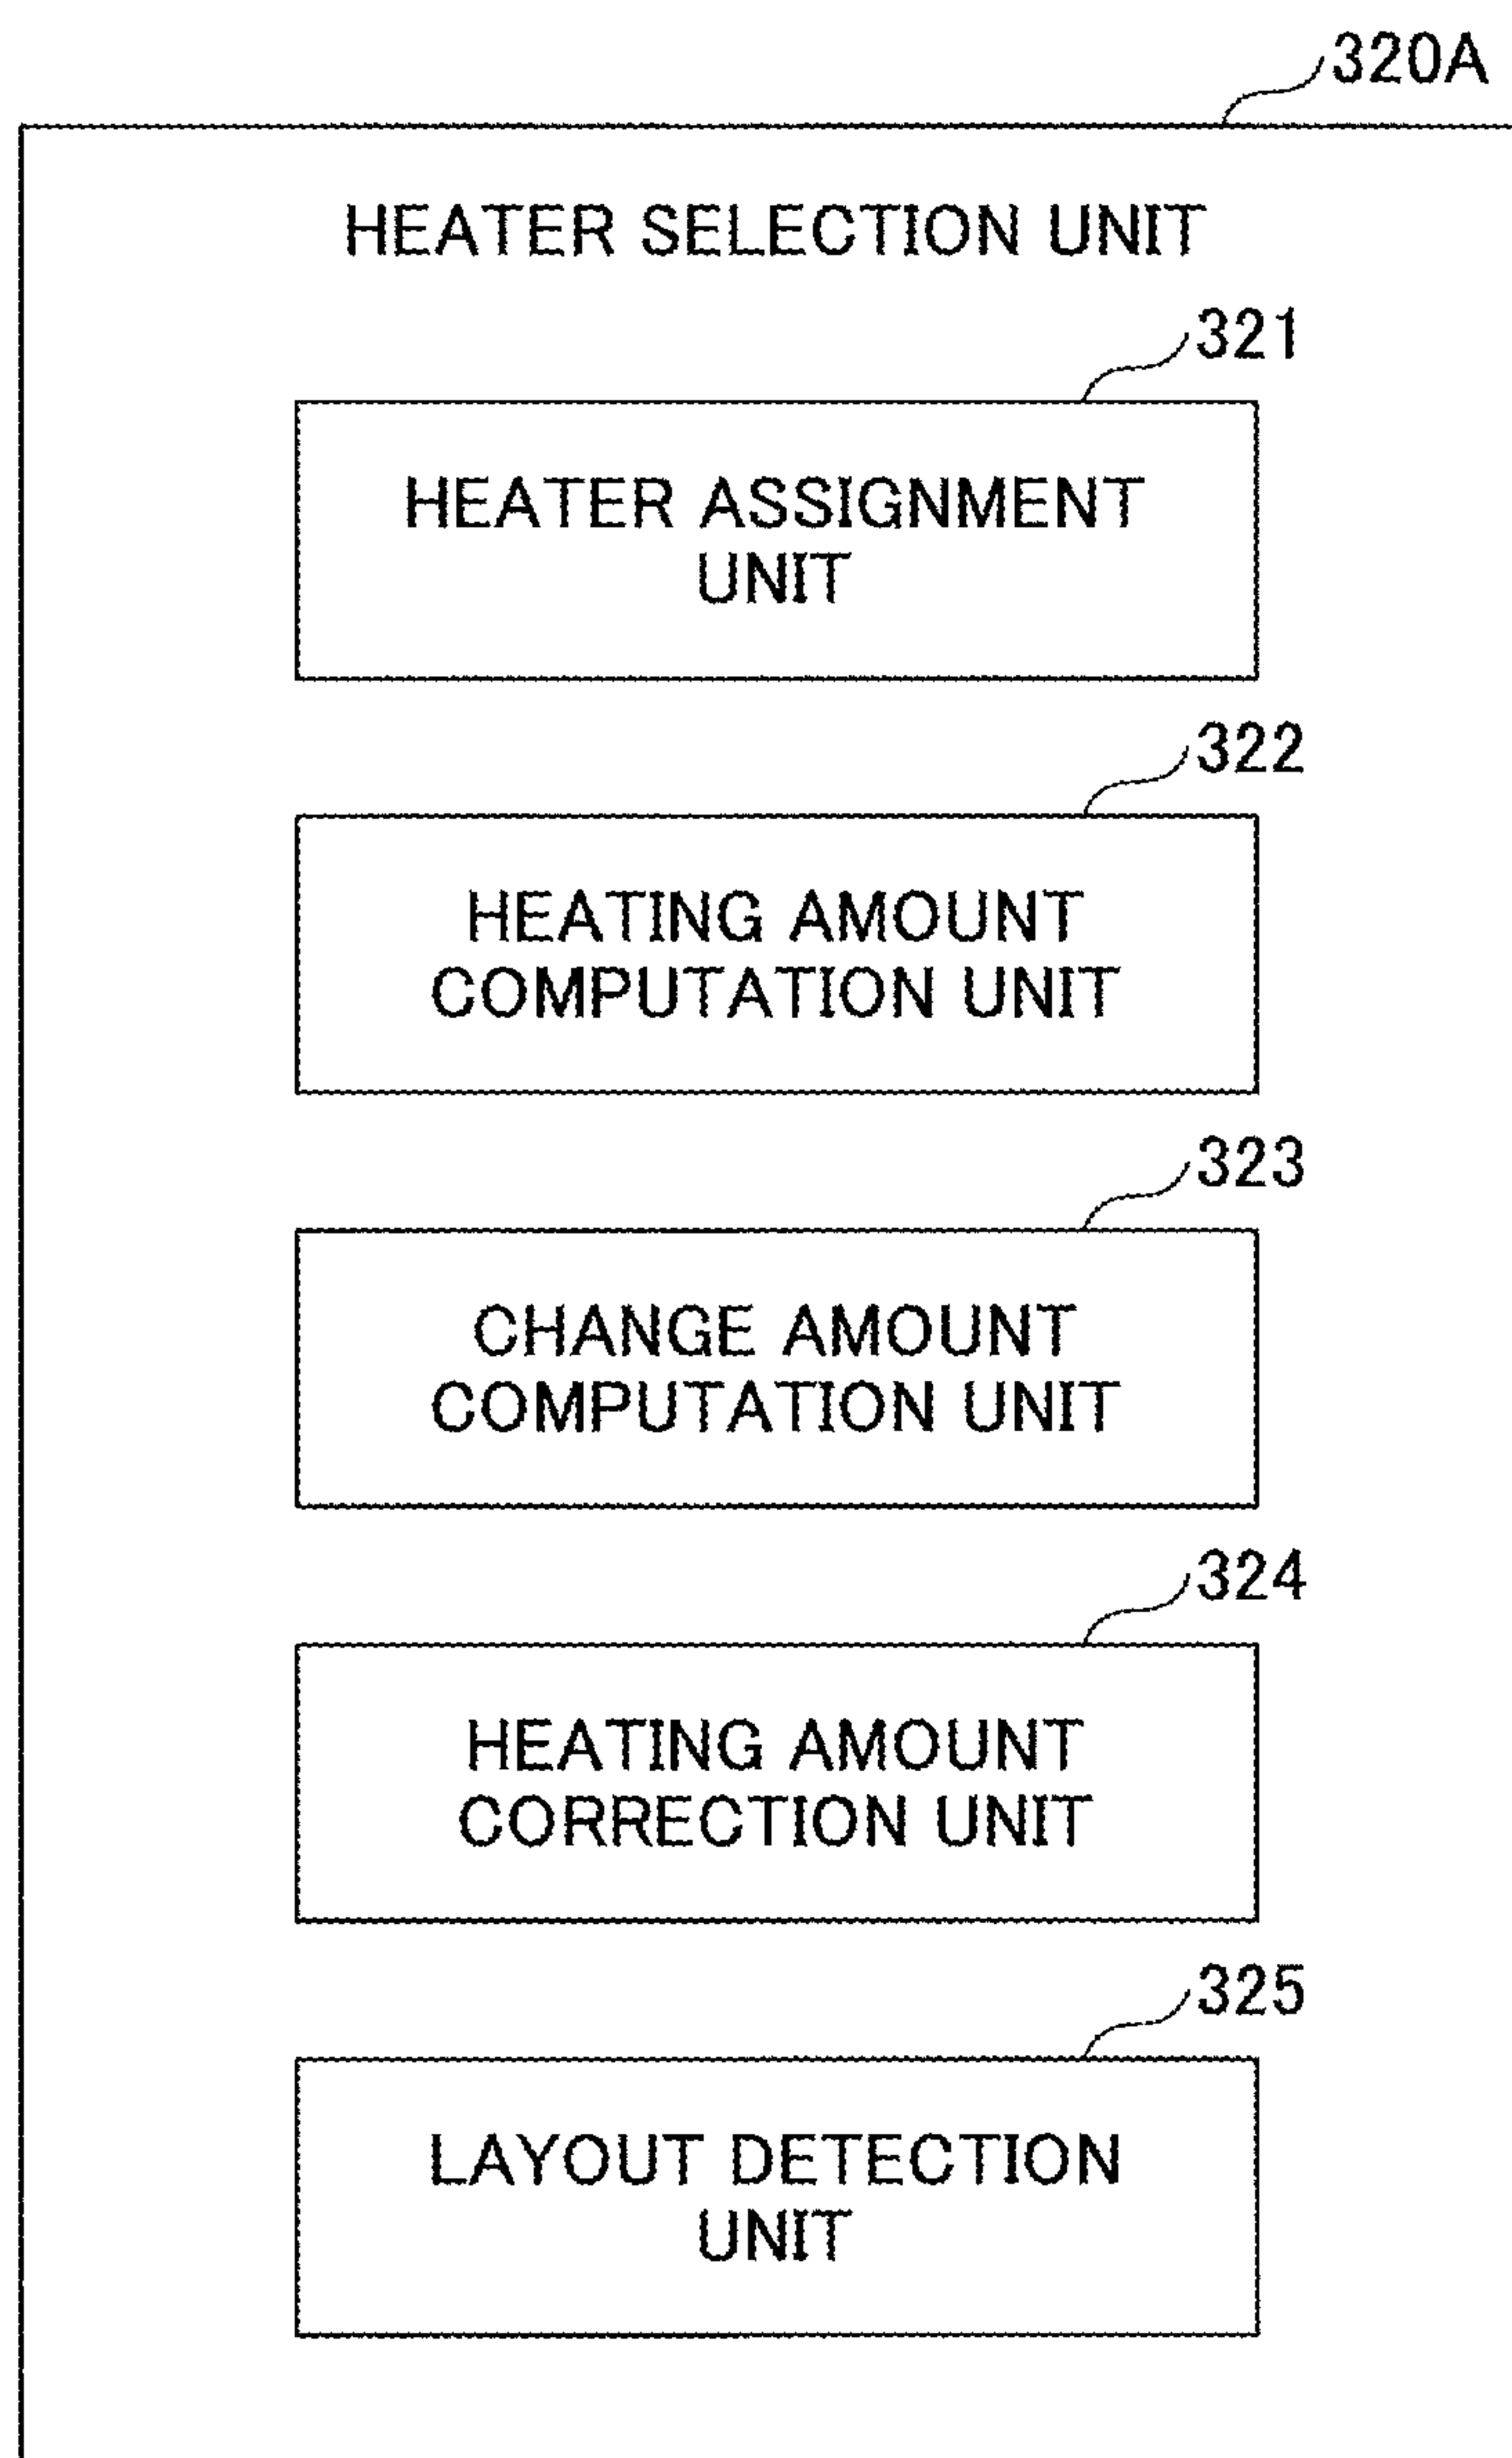 320A
HEATER SELECTION UNIT
321
HEATER ASSIGNMENT
UNIT
322
HEATING AMOUNT
COMPUTATION UNIT
323
CHANGE AMOUNT
COMPUTATION UNIT
324
HEATING AMOUNT
CORRECTION UNIT
325
LAYOUT DETECTION
UNIT